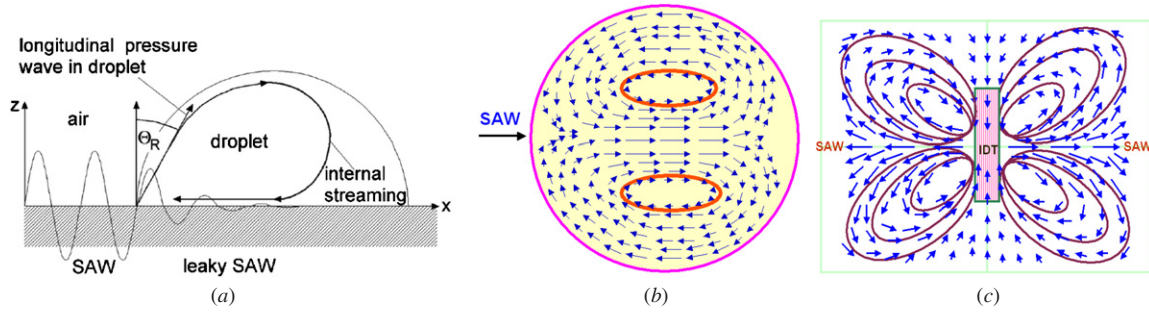 longitudinal pressure
wave in droplet
z
air
Θ_R
droplet
internal
streaming
x
SAW
leaky SAW
(a)
SAW
(b)
SAW
IDT
SAW
(c)